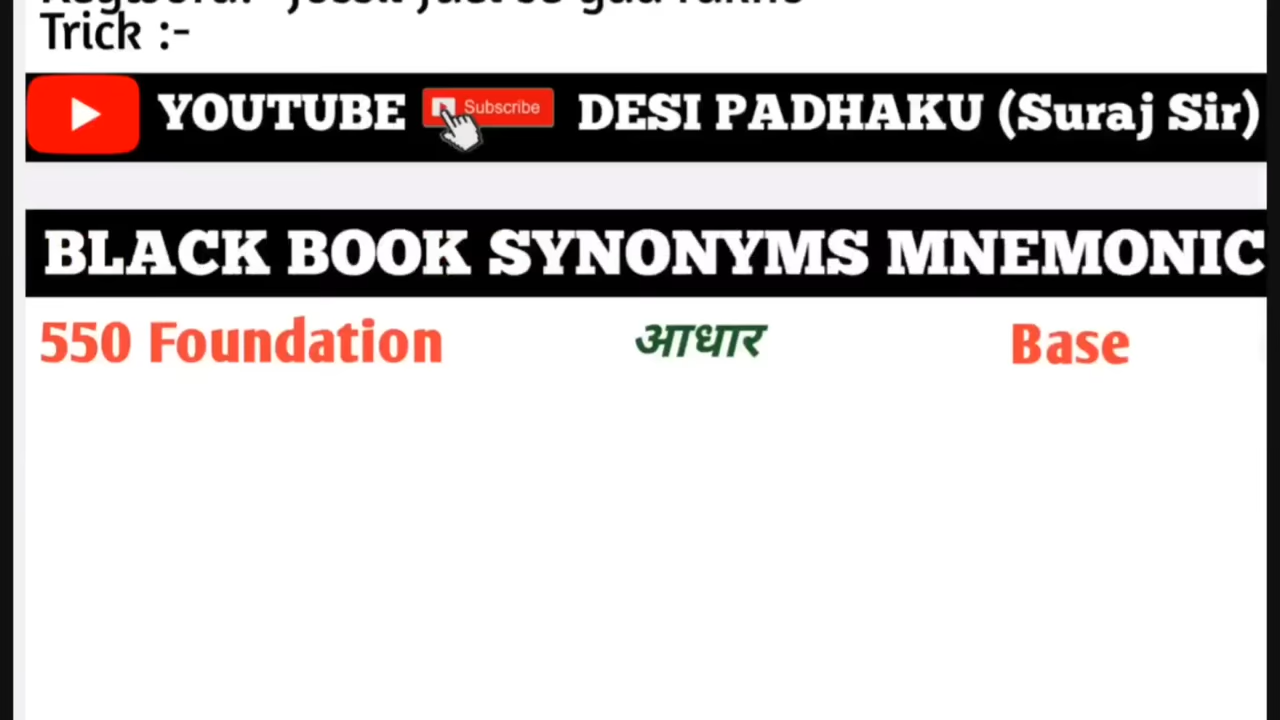 Trick :-
YOUTUBE Subscribe DESI PADHAKU (Suraj Sir)
BLACK BOOK SYNONYMS MNEMONIC
550 Foundation आधार Base